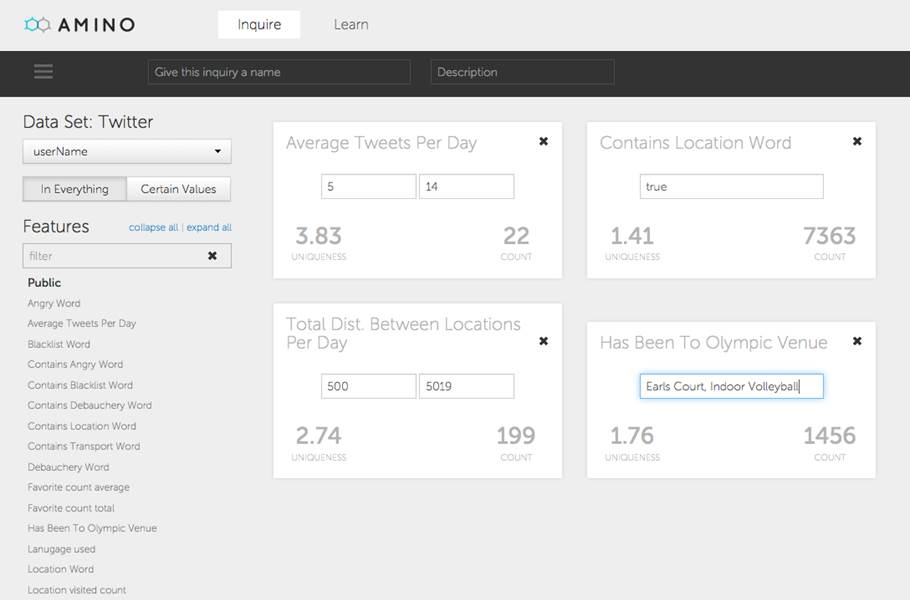 AMINO
Inquire
Learn
Give this inquiry a name
Description
Data Set: Twitter
userName
In Everything
Certain Values
Features
collapse all | expand all
filter
Public
Angry Word
Average Tweets Per Day
Blacklist Word
Contains Angry Word
Contains Blacklist Word
Contains Debauchery Word
Contains Location Word
Contains Transport Word
Debauchery Word
Favorite count average
Favorite count total
Has Been To Olympic Venue
Lanugage used
Location Word
Location visited count
Average Tweets Per Day
5
14
3.83
22
UNIQUENESS
COUNT
Contains Location Word
true
1.41
7363
UNIQUENESS
COUNT
Total Dist. Between Locations
Per Day
500
5019
2.74
199
UNIQUENESS
COUNT
Has Been To Olympic Venue
Earls Court, Indoor Volleyball
1.76
1456
UNIQUENESS
COUNT